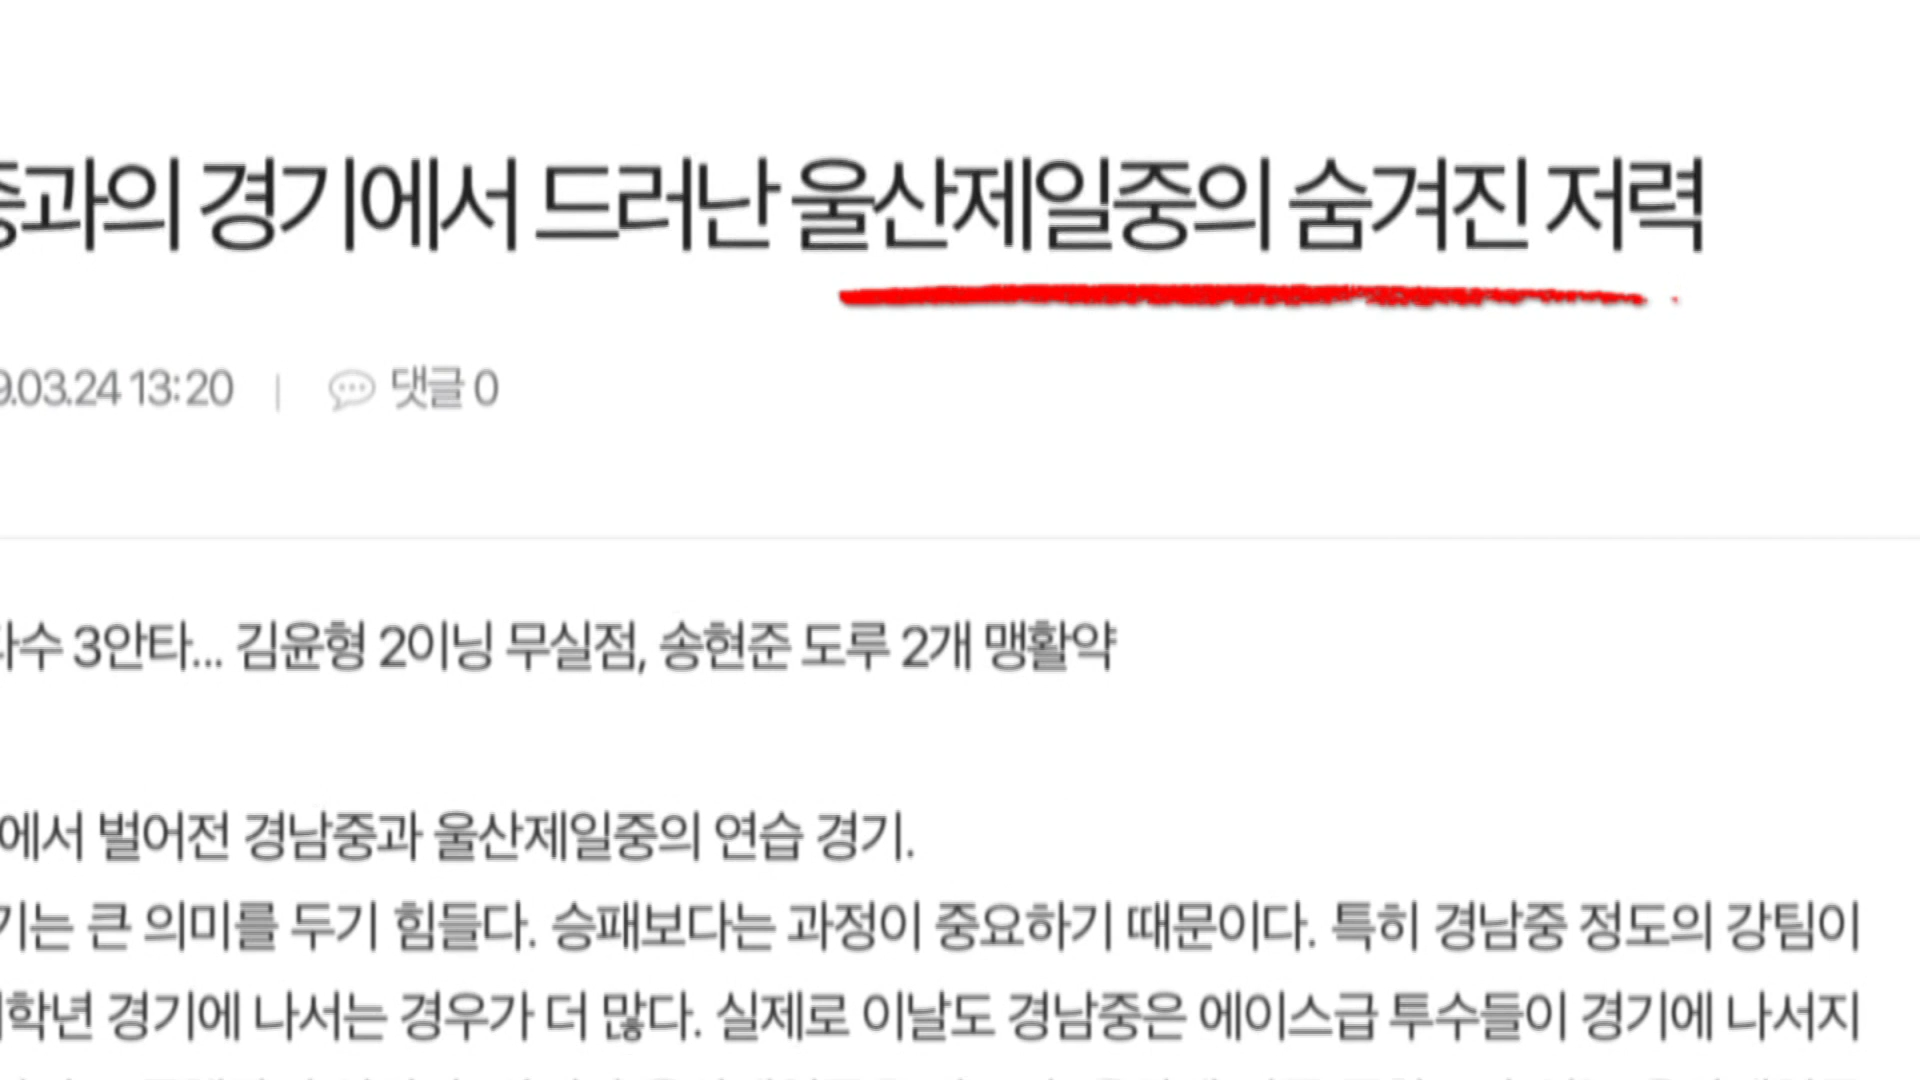 중과의 경기에서 드러난 울산제일중의 숨겨진 저력
9.03.24 13:20 | 댓글 0
타수 3안타... 김윤형 2이닝 무실점, 송현준 도루 2개 맹활약
에서 벌어전 경남중과 울산제일중의 연습 경기.
기는 큰 의미를 두기 힘들다. 승패보다는 과정이 중요하기 때문이다. 특히 경남중 정도의 강팀이
학년 경기에 나서는 경우가 더 많다. 실제로 이날도 경남중은 에이스급 투수들이 경기에 나서지